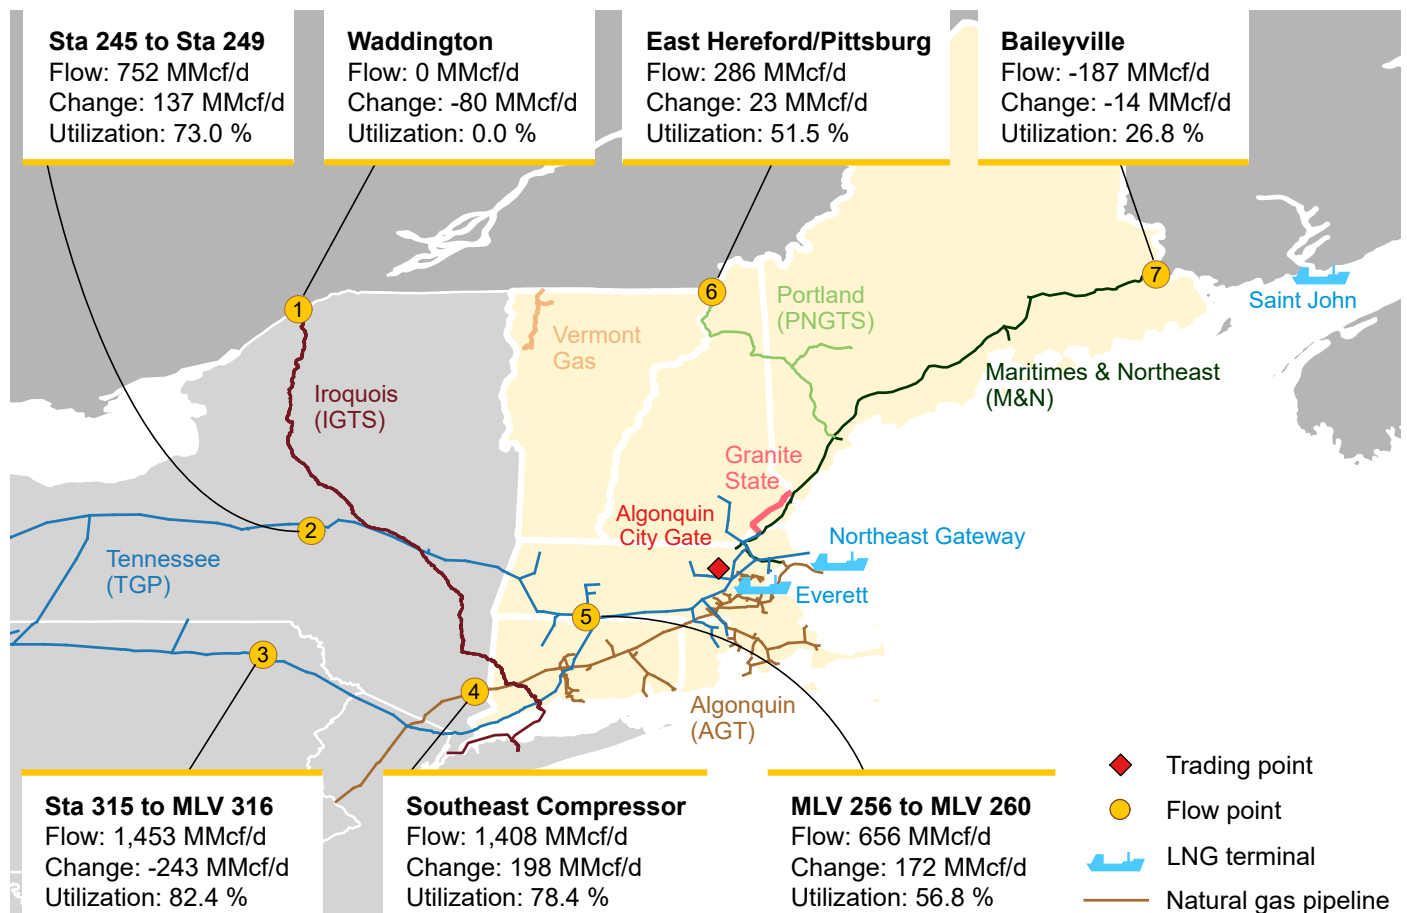 Sta 245 to Sta 249
Flow: 752 MMcf/d
Change: 137 MMcf/d
Utilization: 73.0 %
Waddington
Flow: 0 MMcf/d
Change: -80 MMcf/d
Utilization: 0.0 %
East Hereford/Pittsburg
Flow: 286 MMcf/d
Change: 23 MMcf/d
Utilization: 51.5 %
Baileyville
Flow: -187 MMcf/d
Change: -14 MMcf/d
Utilization: 26.8 %
7
6
1
Saint John
Portland
(PNGTS)
Vermont
Gas
Maritimes & Northeast
(M&N)
Iroquois
(IGTS)
Granite
State
Algonquin
City Gate
2
Northeast Gateway
Tennessee
(TGP)
Everett
5
3
4
Algonquin
(AGT)
Sta 315 to MLV 316
Flow: 1,453 MMcf/d
Change: -243 MMcf/d
Utilization: 82.4 %
Southeast Compressor
Flow: 1,408 MMcf/d
Change: 198 MMcf/d
Utilization: 78.4 %
MLV 256 to MLV 260
Flow: 656 MMcf/d
Change: 172 MMcf/d
Utilization: 56.8 %
Trading point
Flow point
LNG terminal
Natural gas pipeline